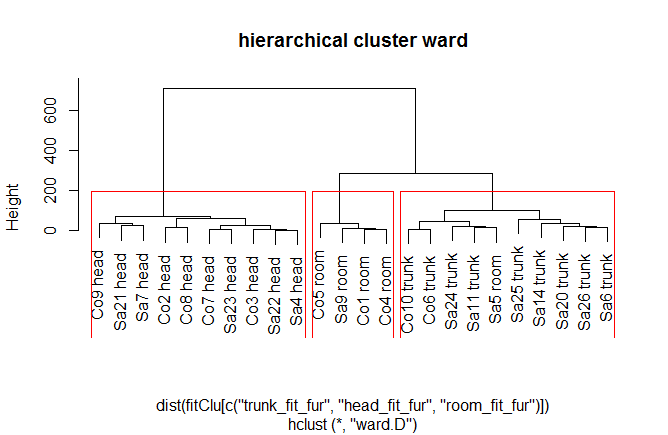 hierarchical cluster ward
Height
0
200
400
600
Co9 head
Sa21 head
Sa7 head
Co2 head
Co8 head
Co7 head
Sa23 head
Co3 head
Sa22 head
Sa4 head
Co5 room
Sa9 room
Co1 room
Co4 room
Co10 trunk
Co6 trunk
Sa24 trunk
Sa11 trunk
Sa5 room
Sa25 trunk
Sa14 trunk
Sa20 trunk
Sa26 trunk
Sa6 trunk
dist(fitClu[c("trunk_fit_fur", "head_fit_fur", "room_fit_fur")])
hclust (*, "ward.D")